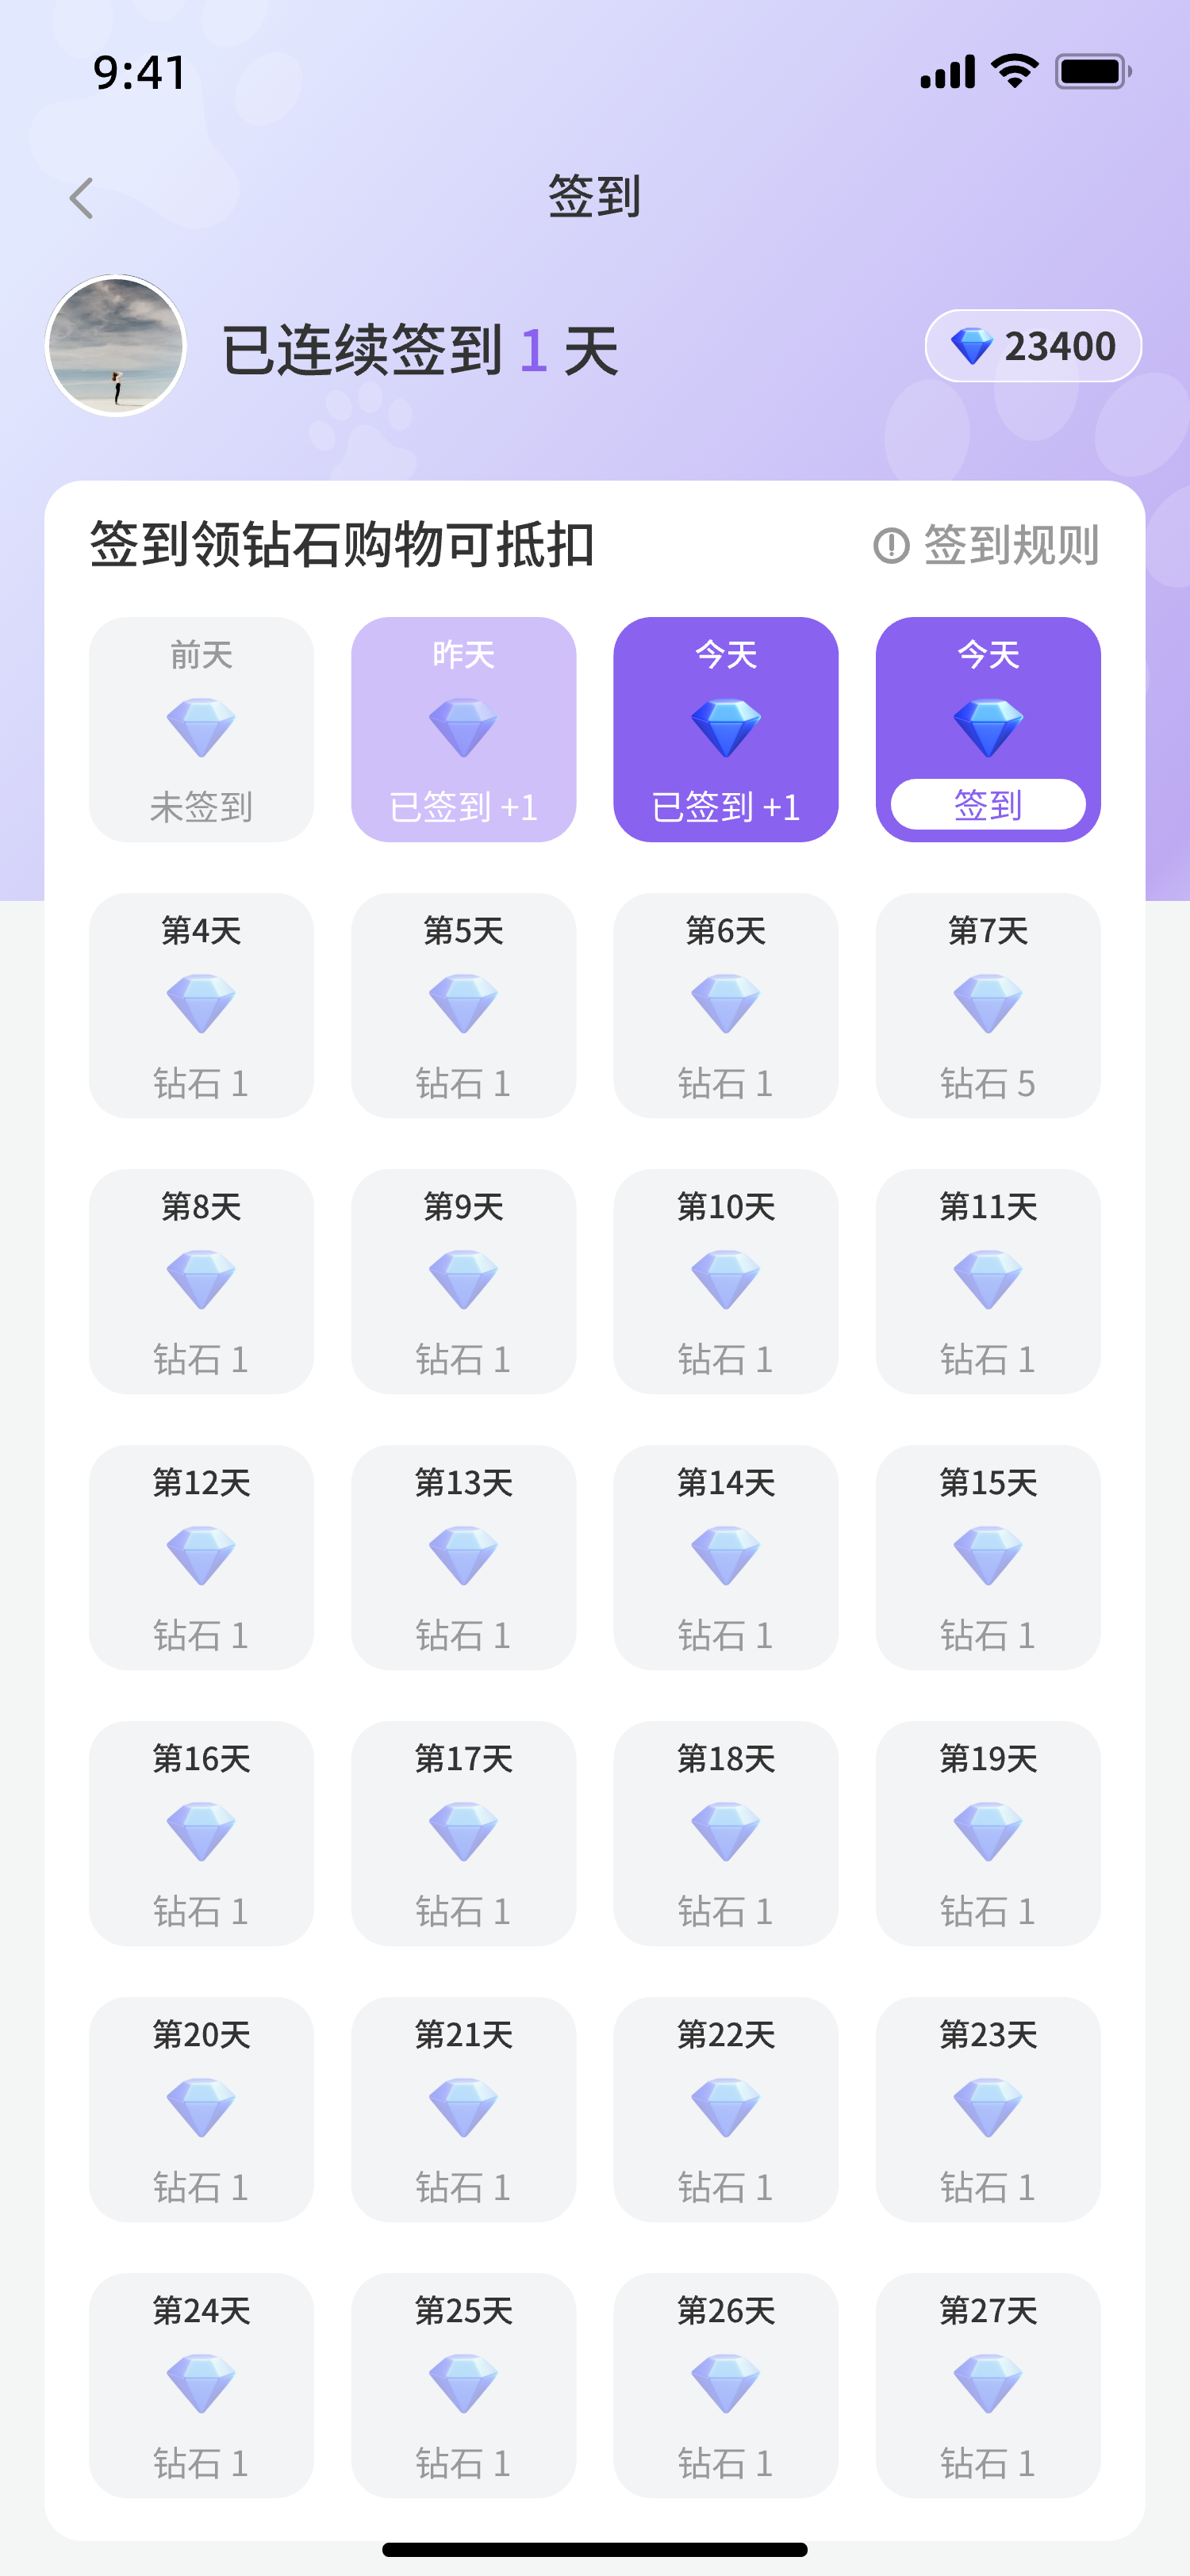 9:41
签到
已连续签到 1 天
23400
签到领钻石购物可抵扣
签到规则
前天
昨天
今天
今天
未签到
已签到 +1
已签到 +1
签到
第4天
第5天
第6天
第7天
钻石 1
钻石 1
钻石 1
钻石 5
第8天
第9天
第10天
第11天
钻石 1
钻石 1
钻石 1
钻石 1
第12天
第13天
第14天
第15天
钻石 1
钻石 1
钻石 1
钻石 1
第16天
第17天
第18天
第19天
钻石 1
钻石 1
钻石 1
钻石 1
第20天
第21天
第22天
第23天
钻石 1
钻石 1
钻石 1
钻石 1
第24天
第25天
第26天
第27天
钻石 1
钻石 1
钻石 1
钻石 1